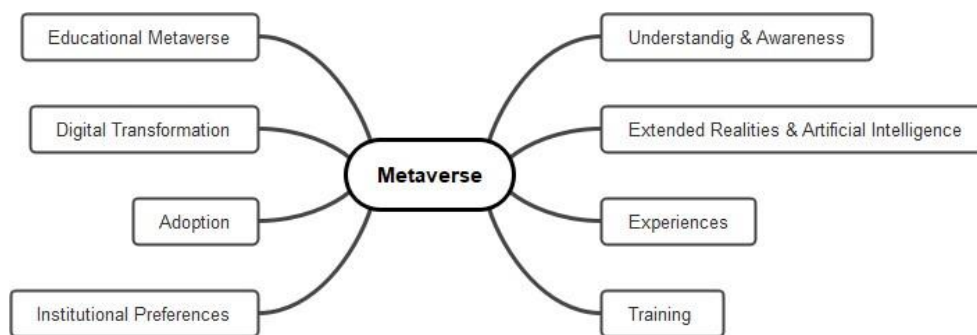 Educational Metaverse
Digital Transformation
Adoption
Institutional Preferences
Metaverse
Understandig & Awareness
Extended Realities & Artificial Intelligence
Experiences
Training